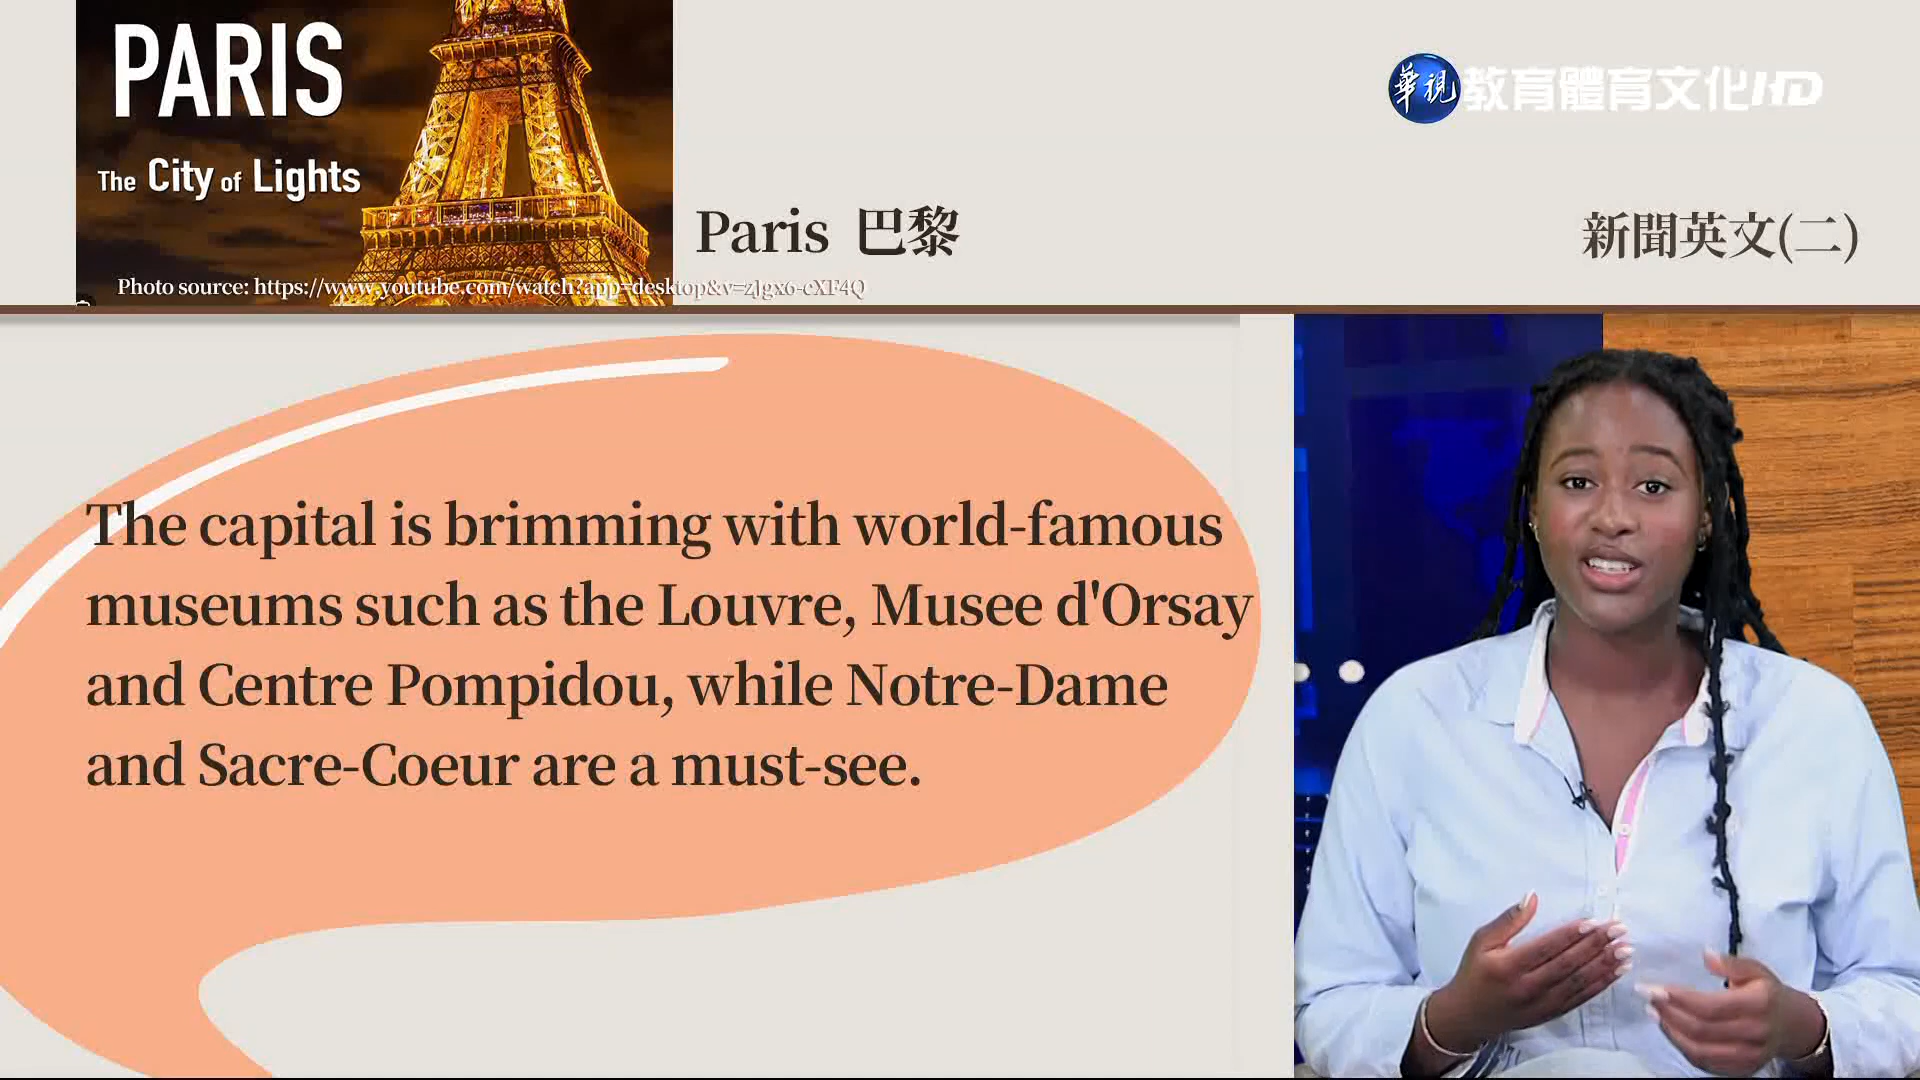 PARIS
The City of Lights
Photo source: https://www.youtube.com/watch?app=desktop&v=zJgx6-cXF4Q
Paris 巴黎
華視教育體育文化HD
新聞英文(二)
The capital is brimming with world-famous
museums such as the Louvre, Musee d'Orsay
and Centre Pompidou, while Notre-Dame
and Sacre-Coeur are a must-see.